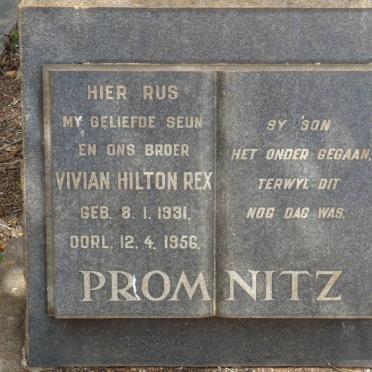 HIER RUS
MY GELIEFDE SEUN
EN ONS BROER
VIVIAN HILTON REX
GEB. 8. 1. 1931.
OORL. 12. 4. 1956.
SY SON
HET ONDER GEGAAN,
TERWYL DIT
NOG DAG WAS.
PROMNITZ